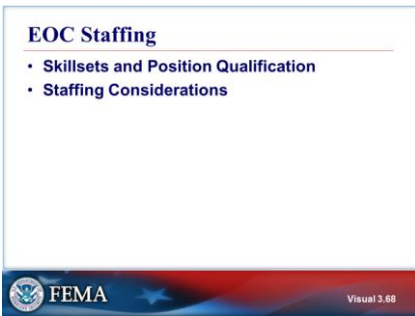 EOC Staffing
• Skillsets and Position Qualification
• Staffing Considerations
FEMA
Visual 3.68